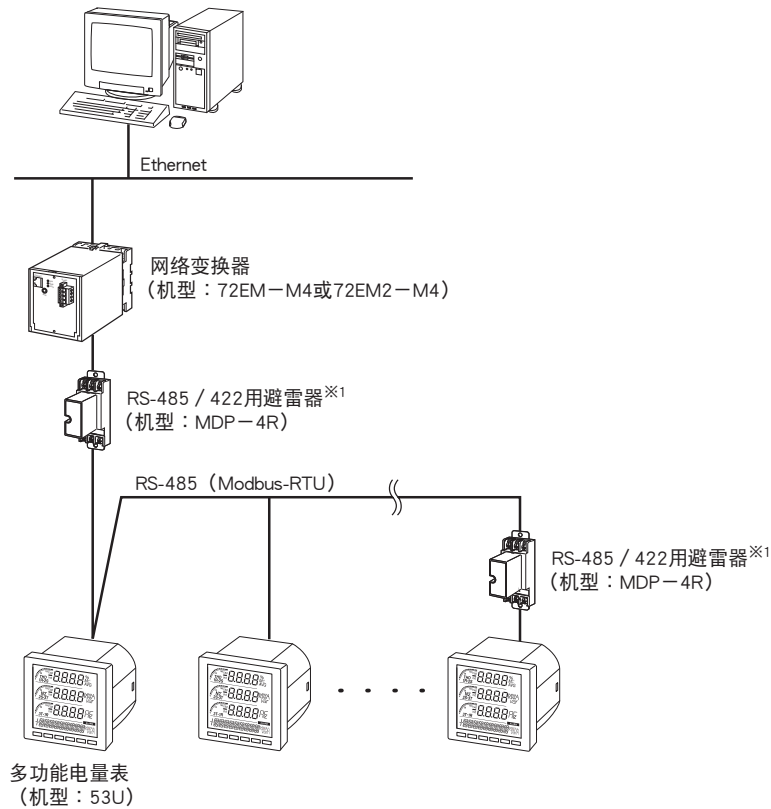 Ethernet
网络变换器
（机型：72EM－M4或72EM2－M4）
RS-485 / 422用避雷器※1
（机型：MDP－4R）
RS-485（Modbus-RTU）
RS-485 / 422用避雷器※1
（机型：MDP－4R）
多功能电量表
（机型：53U）